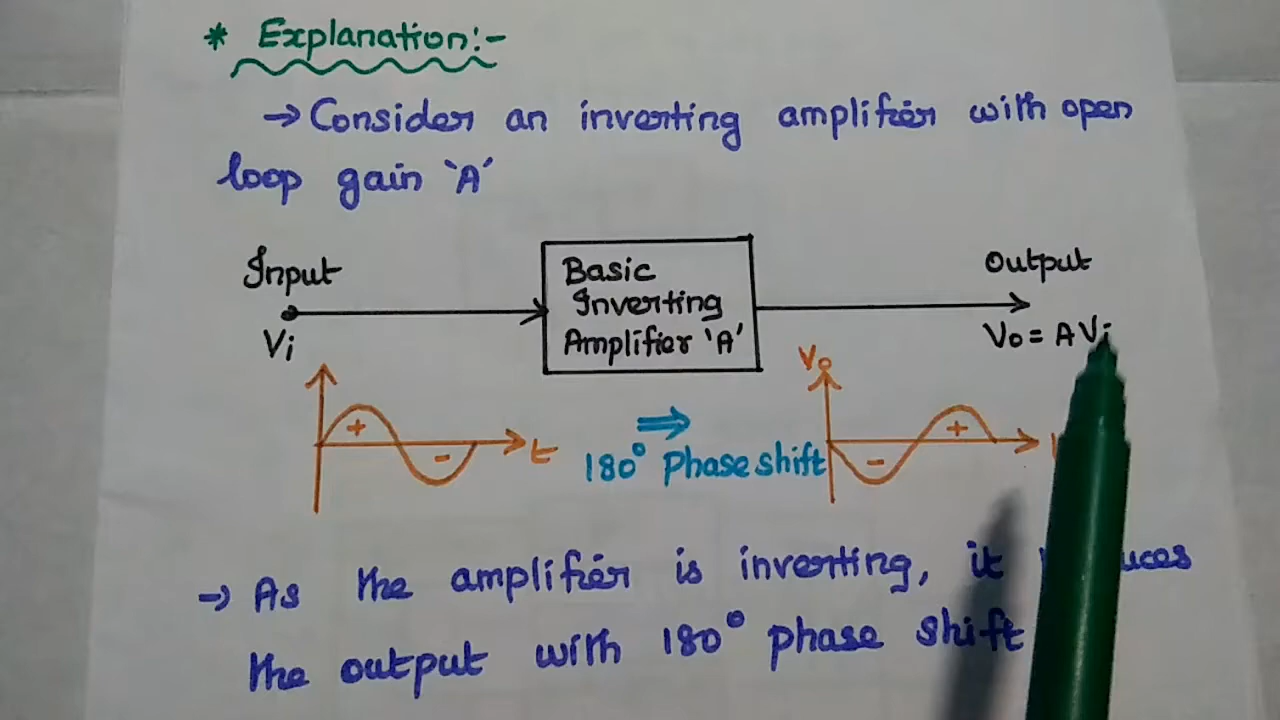 * Explanation:-
→ Consider an inverting amplifier with open
loop gain 'A'
Input
Vi
Basic
Inverting
Amplifier 'A'
Output
Vo = AVi
Vo
+
-
t
⇒
180° Phase shift
-
+
→ As the amplifier is inverting, it
the output with 180° phase shift